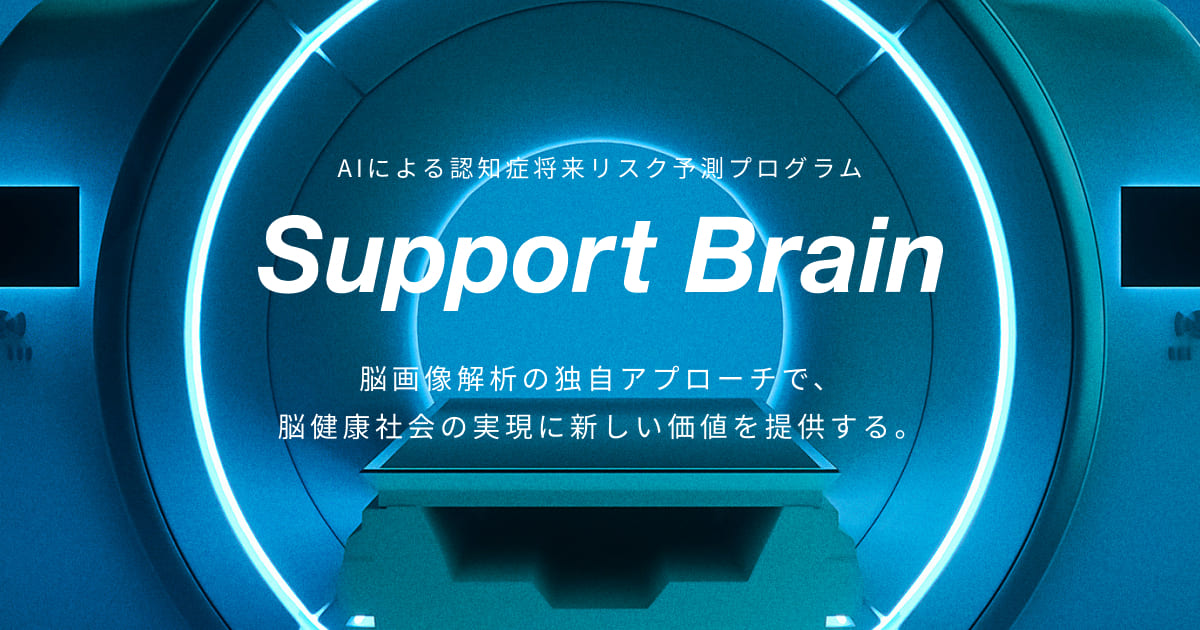 AIによる認知症将来リスク予測プログラム
Support Brain
脳画像解析の独自アプローチで、
脳健康社会の実現に新しい価値を提供する。